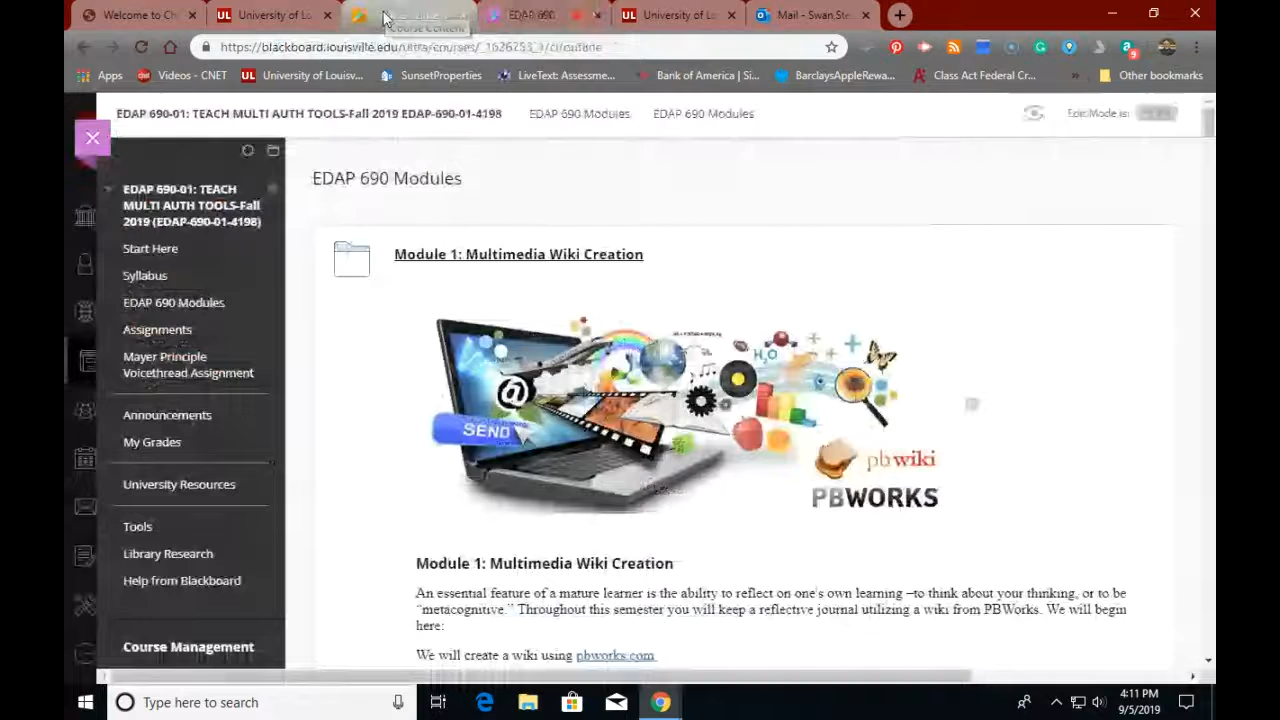 Welcome to Ch
University of Lo
EDAP 690
University of Lo
Mail - Swan,Ste
Course Content
https://blackboard.louisville.edu
Apps
Videos - CNET
University of Louisv...
SunsetProperties
LiveText: Assessme...
Bank of America | Si...
BarclaysAppleRewa...
Class Act Federal Cr...
»
Other bookmarks
EDAP 690-01: TEACH MULTI AUTH TOOLS-Fall 2019 EDAP-690-01-4198
EDAP 690 Modules
EDAP 690 Modules
Edit Mode is:
EDAP 690-01: TEACH
MULTI AUTH TOOLS-Fall
2019 (EDAP-690-01-4198)
Start Here
Syllabus
EDAP 690 Modules
Assignments
Mayer Principle
Voicethread Assignment
Announcements
My Grades
University Resources
Tools
Library Research
Help from Blackboard
Course Management
EDAP 690 Modules
Module 1: Multimedia Wiki Creation
H₂O
@
SEND
pbwiki
PBWORKS
Module 1: Multimedia Wiki Creation
An essential feature of a mature learner is the ability to reflect on one's own learning –to think about your thinking, or to be
“metacognitive.” Throughout this semester you will keep a reflective journal utilizing a wiki from PBWorks. We will begin
here:
We will create a wiki using pbworks.com
Type here to search
4:11 PM
9/5/2019